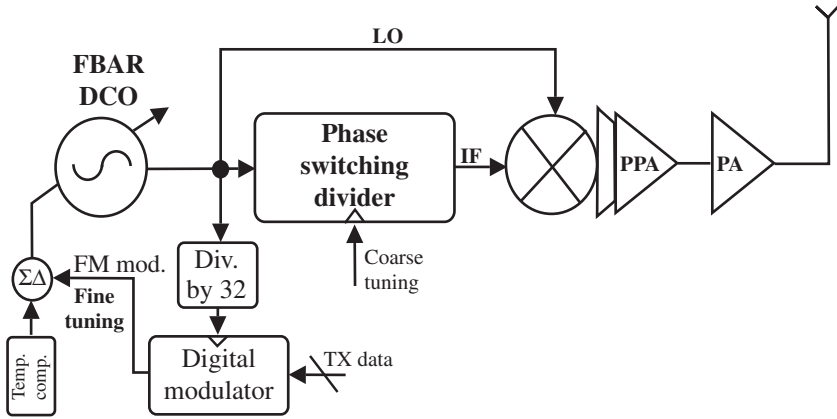 LO
FBAR
DCO
Phase
switching
divider
IF
PPA
PA
Coarse
tuning
Div.
by 32
FM mod.
Fine
tuning
ΣΔ
Temp.
comp.
Digital
modulator
TX data